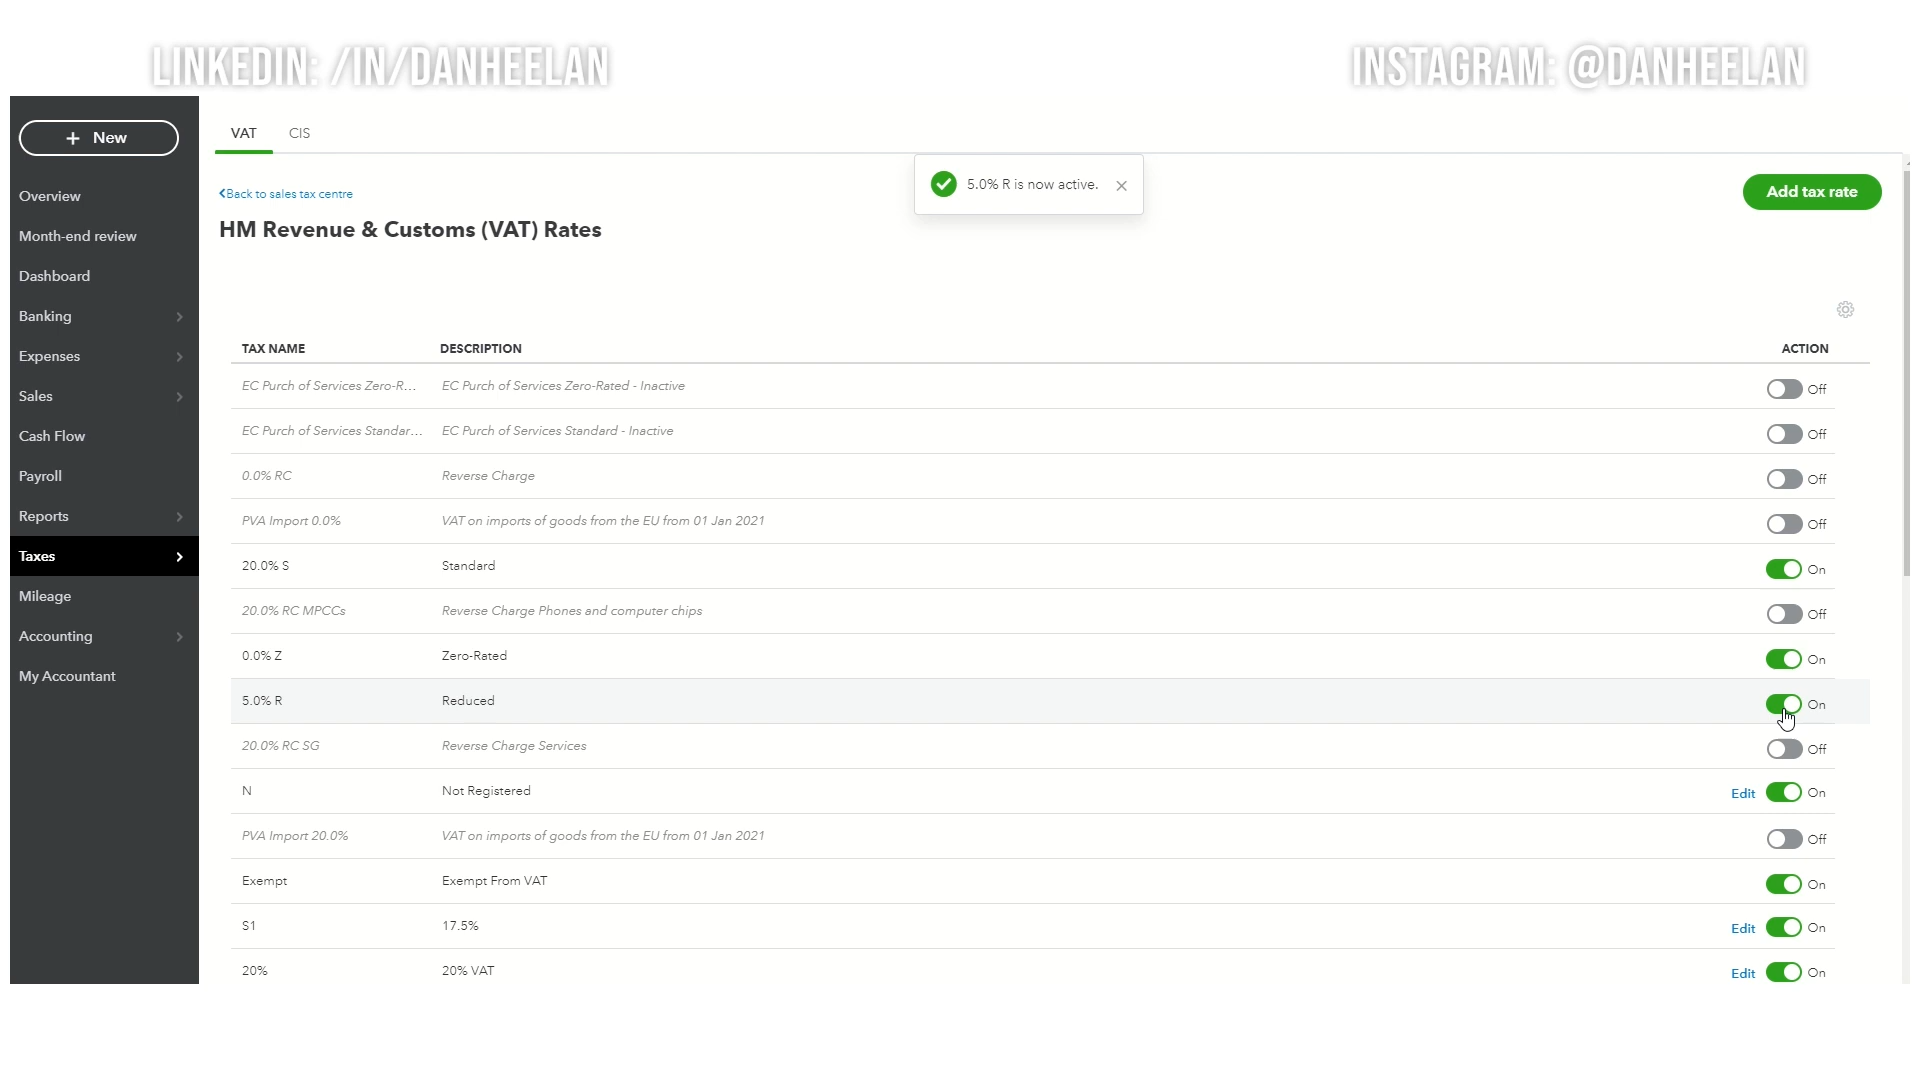 LINKEDIN: /IN/DANHEELAN
INSTAGRAM: @DANHEELAN
+ New
Overview
Month-end review
Dashboard
Banking
Expenses
Sales
Cash Flow
Payroll
Reports
Taxes
Mileage
Accounting
My Accountant
VAT CIS
Back to sales tax centre
5.0% R is now active.
Add tax rate
HM Revenue & Customs (VAT) Rates
TAX NAME DESCRIPTION ACTION
EC Purch of Services Zero-R... EC Purch of Services Zero-Rated - Inactive Off
EC Purch of Services Standar... EC Purch of Services Standard - Inactive Off
0.0% RC Reverse Charge Off
PVA Import 0.0% VAT on imports of goods from the EU from 01 Jan 2021 Off
20.0% S Standard On
20.0% RC MPCCs Reverse Charge Phones and computer chips Off
0.0% Z Zero-Rated On
5.0% R Reduced On
20.0% RC SG Reverse Charge Services Off
N Not Registered Edit On
PVA Import 20.0% VAT on imports of goods from the EU from 01 Jan 2021 Off
Exempt Exempt From VAT On
S1 17.5% Edit On
20% 20% VAT Edit On